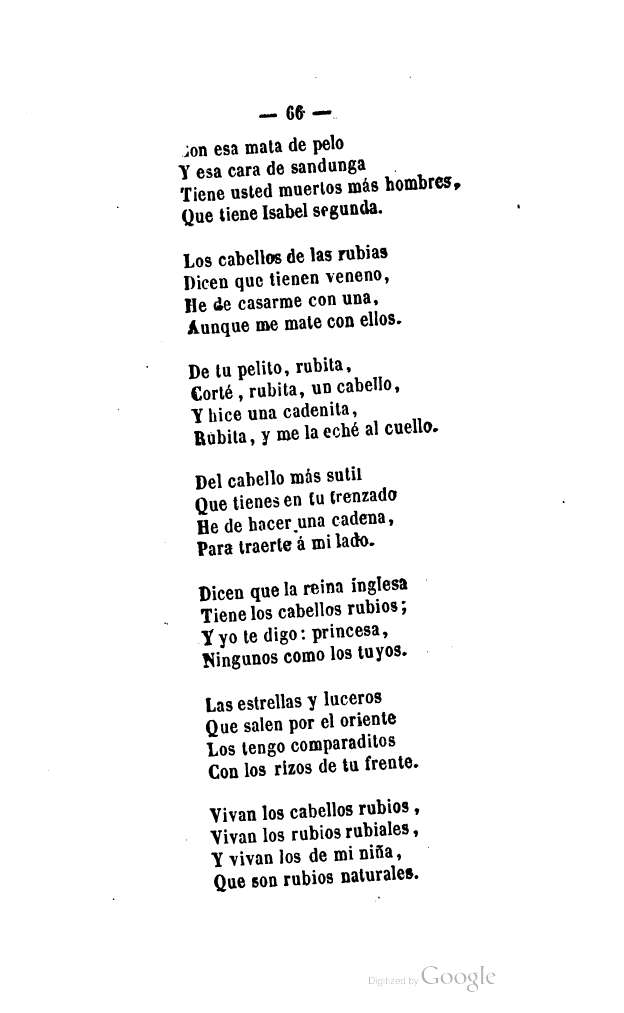 — 66 —
Con esa mata de pelo
Y esa cara de sandunga
Tiene usted muertos más hombres,
Que tiene Isabel segunda.
Los cabellos de las rubias
Dicen que tienen veneno,
He de casarme con una,
Aunque me mate con ellos.
De tu pelito, rubita,
Corté, rubita, un cabello,
Y hice una cadenita,
Rubita, y me la eché al cuello.
Del cabello más sutil
Que tienes en tu trenzado
He de hacer una cadena,
Para traerte á mi lado.
Dicen que la reina inglesa
Tiene los cabellos rubios;
Y yo te digo: princesa,
Ningunos como los tuyos.
Las estrellas y luceros
Que salen por el oriente
Los tengo comparaditos
Con los rizos de tu frente.
Vivan los cabellos rubios,
Vivan los rubios rubiales,
Y vivan los de mi niña,
Que son rubios naturales.
Digitized by Google